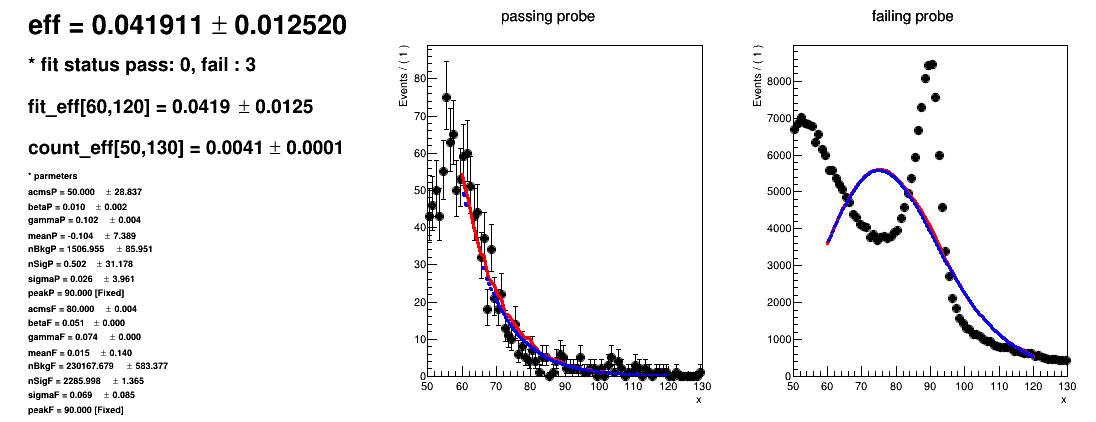 eff = 0.041911 ± 0.012520
* fit status pass: 0, fail : 3
fit_eff[60,120] = 0.0419 ± 0.0125
count_eff[50,130] = 0.0041 ± 0.0001
* parmeters
acmsP = 50.000 ± 28.837
betaP = 0.010 ± 0.002
gammaP = 0.102 ± 0.004
meanP = -0.104 ± 7.389
nBkgP = 1506.955 ± 85.951
nSigP = 0.502 ± 31.178
sigmaP = 0.026 ± 3.961
peakP = 90.000 [Fixed]
acmsF = 80.000 ± 0.004
betaF = 0.051 ± 0.000
gammaF = 0.074 ± 0.000
meanF = 0.015 ± 0.140
nBkgF = 230167.679 ± 583.377
nSigF = 2285.998 ± 1.365
sigmaF = 0.069 ± 0.085
peakF = 90.000 [Fixed]
passing probe
Events / ( 1 )
80
70
60
50
40
30
20
10
0
50 60 70 80 90 100 110 120 130
x
failing probe
Events / ( 1 )
8000
7000
6000
5000
4000
3000
2000
1000
0
50 60 70 80 90 100 110 120 130
x